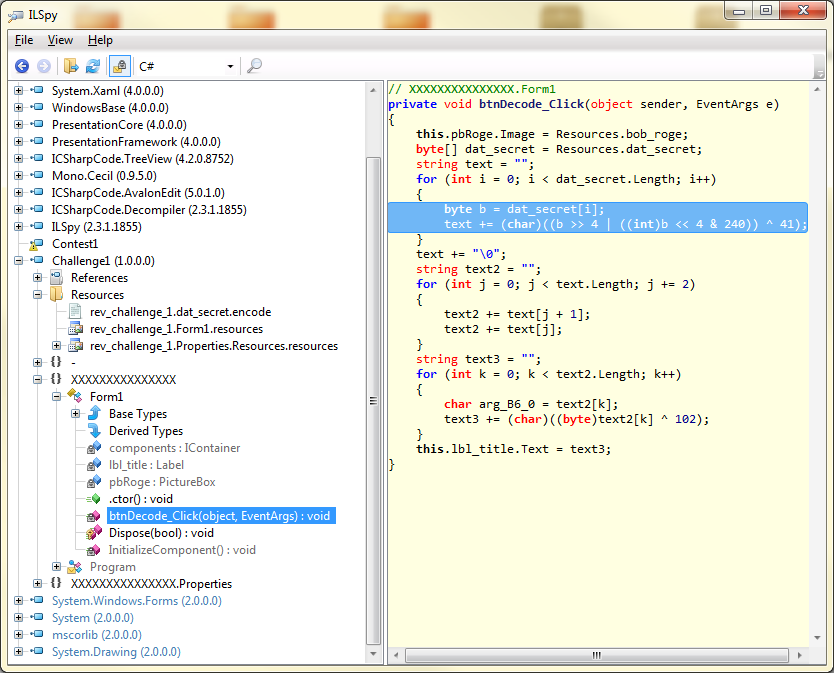 ILSpy
File View Help
C#
System.Xaml (4.0.0.0)
WindowsBase (4.0.0.0)
PresentationCore (4.0.0.0)
PresentationFramework (4.0.0.0)
ICSharpCode.TreeView (4.2.0.8752)
Mono.Cecil (0.9.5.0)
ICSharpCode.AvalonEdit (5.0.1.0)
ICSharpCode.Decompiler (2.3.1.1855)
ILSpy (2.3.1.1855)
Contest1
Challenge1 (1.0.0.0)
References
Resources
rev_challenge_1.dat_secret.encode
rev_challenge_1.Form1.resources
rev_challenge_1.Properties.Resources.resources
{} -
{} XXXXXXXXXXXXXXX
Form1
Base Types
Derived Types
components : IContainer
lbl_title : Label
pbRoge : PictureBox
.ctor() : void
btnDecode_Click(object, EventArgs) : void
Dispose(bool) : void
InitializeComponent() : void
Program
{} XXXXXXXXXXXXXXX.Properties
System.Windows.Forms (2.0.0.0)
System (2.0.0.0)
mscorlib (2.0.0.0)
System.Drawing (2.0.0.0)
// XXXXXXXXXXXXXXX.Form1
private void btnDecode_Click(object sender, EventArgs e)
{
this.pbRoge.Image = Resources.bob_roge;
byte[] dat_secret = Resources.dat_secret;
string text = "";
for (int i = 0; i < dat_secret.Length; i++)
{
byte b = dat_secret[i];
text += (char)((b >> 4 | ((int)b << 4 & 240)) ^ 41);
}
text += "\0";
string text2 = "";
for (int j = 0; j < text.Length; j += 2)
{
text2 += text[j + 1];
text2 += text[j];
}
string text3 = "";
for (int k = 0; k < text2.Length; k++)
{
char arg_B6_0 = text2[k];
text3 += (char)((byte)text2[k] ^ 102);
}
this.lbl_title.Text = text3;
}